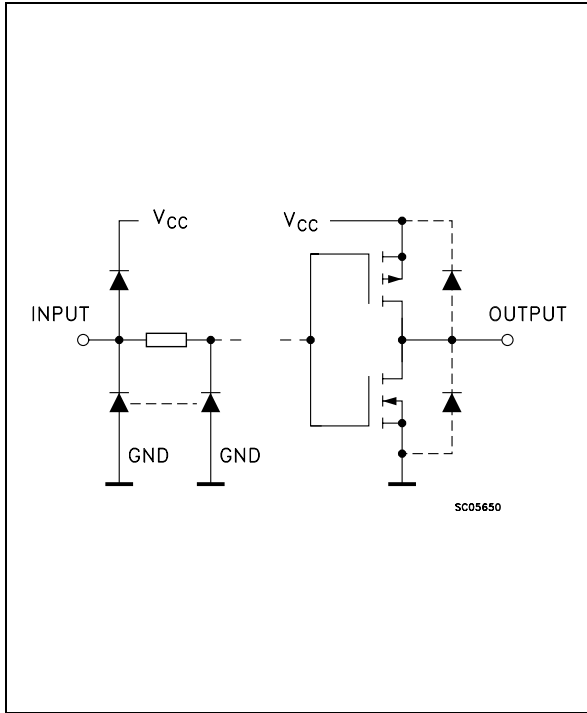 VCC
VCC
INPUT
OUTPUT
GND
GND
SC05650